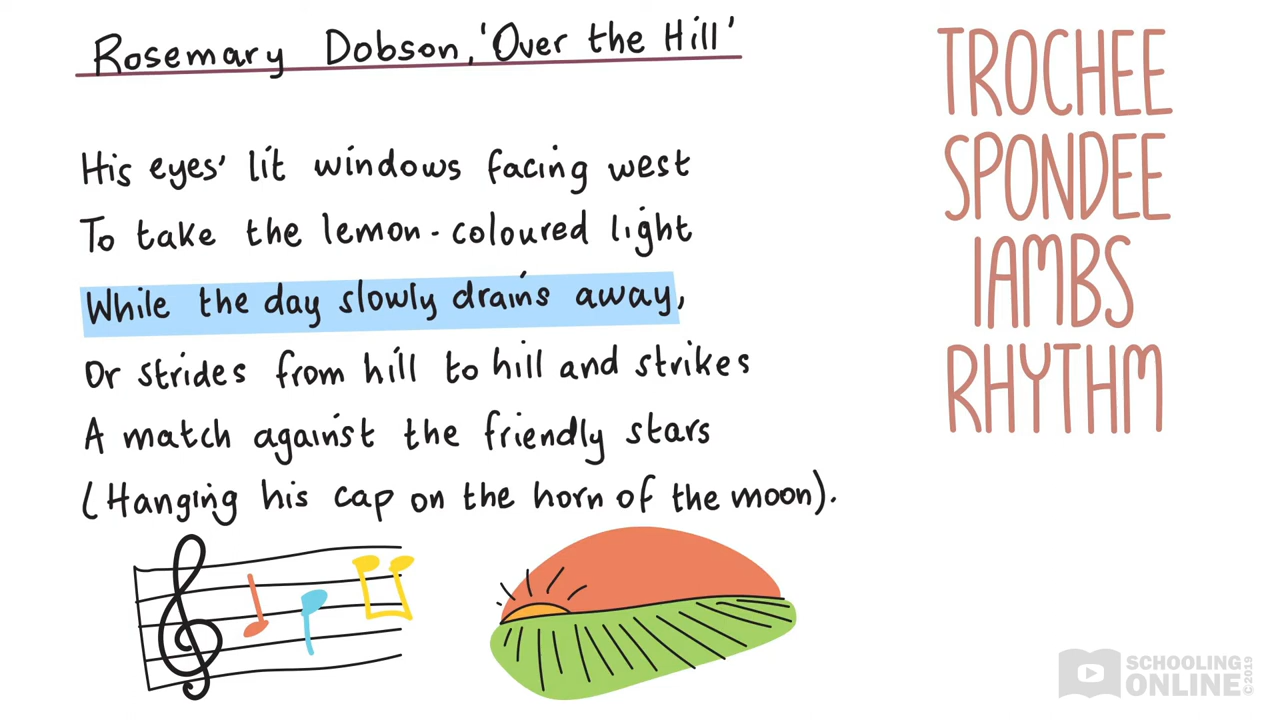 Rosemary Dobson, 'Over the Hill'
His eyes' lit windows facing west
To take the lemon-coloured light
While the day slowly drains away,
Or strides from hill to hill and strikes
A match against the friendly stars
(Hanging his cap on the horn of the moon).
TROCHEE
SPONDEE
IAMBS
RHYTHM
SCHOOLING
ONLINE ©2019